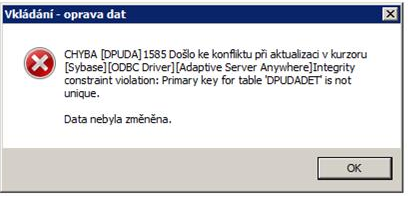 Vkládání - oprava dat
CHYBA [DPUDA]1585 Došlo ke konfliktu při aktualizaci v kurzoru
[Sybase][ODBC Driver][Adaptive Server Anywhere]Integrity
constraint violation: Primary key for table 'DPUDADET' is not
unique.
Data nebyla změněna.
OK